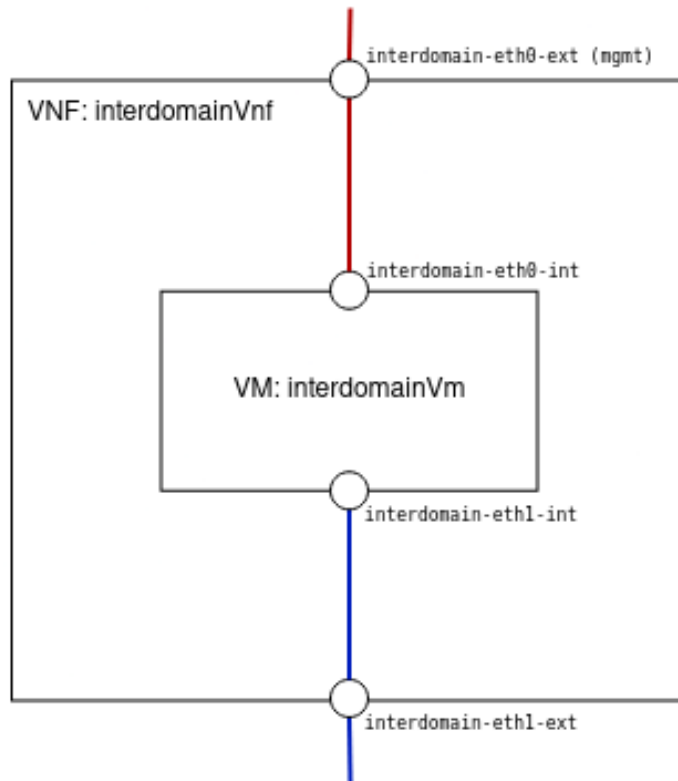 interdomain-eth0-ext (mgmt)
VNF: interdomainVnf
interdomain-eth0-int
VM: interdomainVm
interdomain-eth1-int
interdomain-eth1-ext